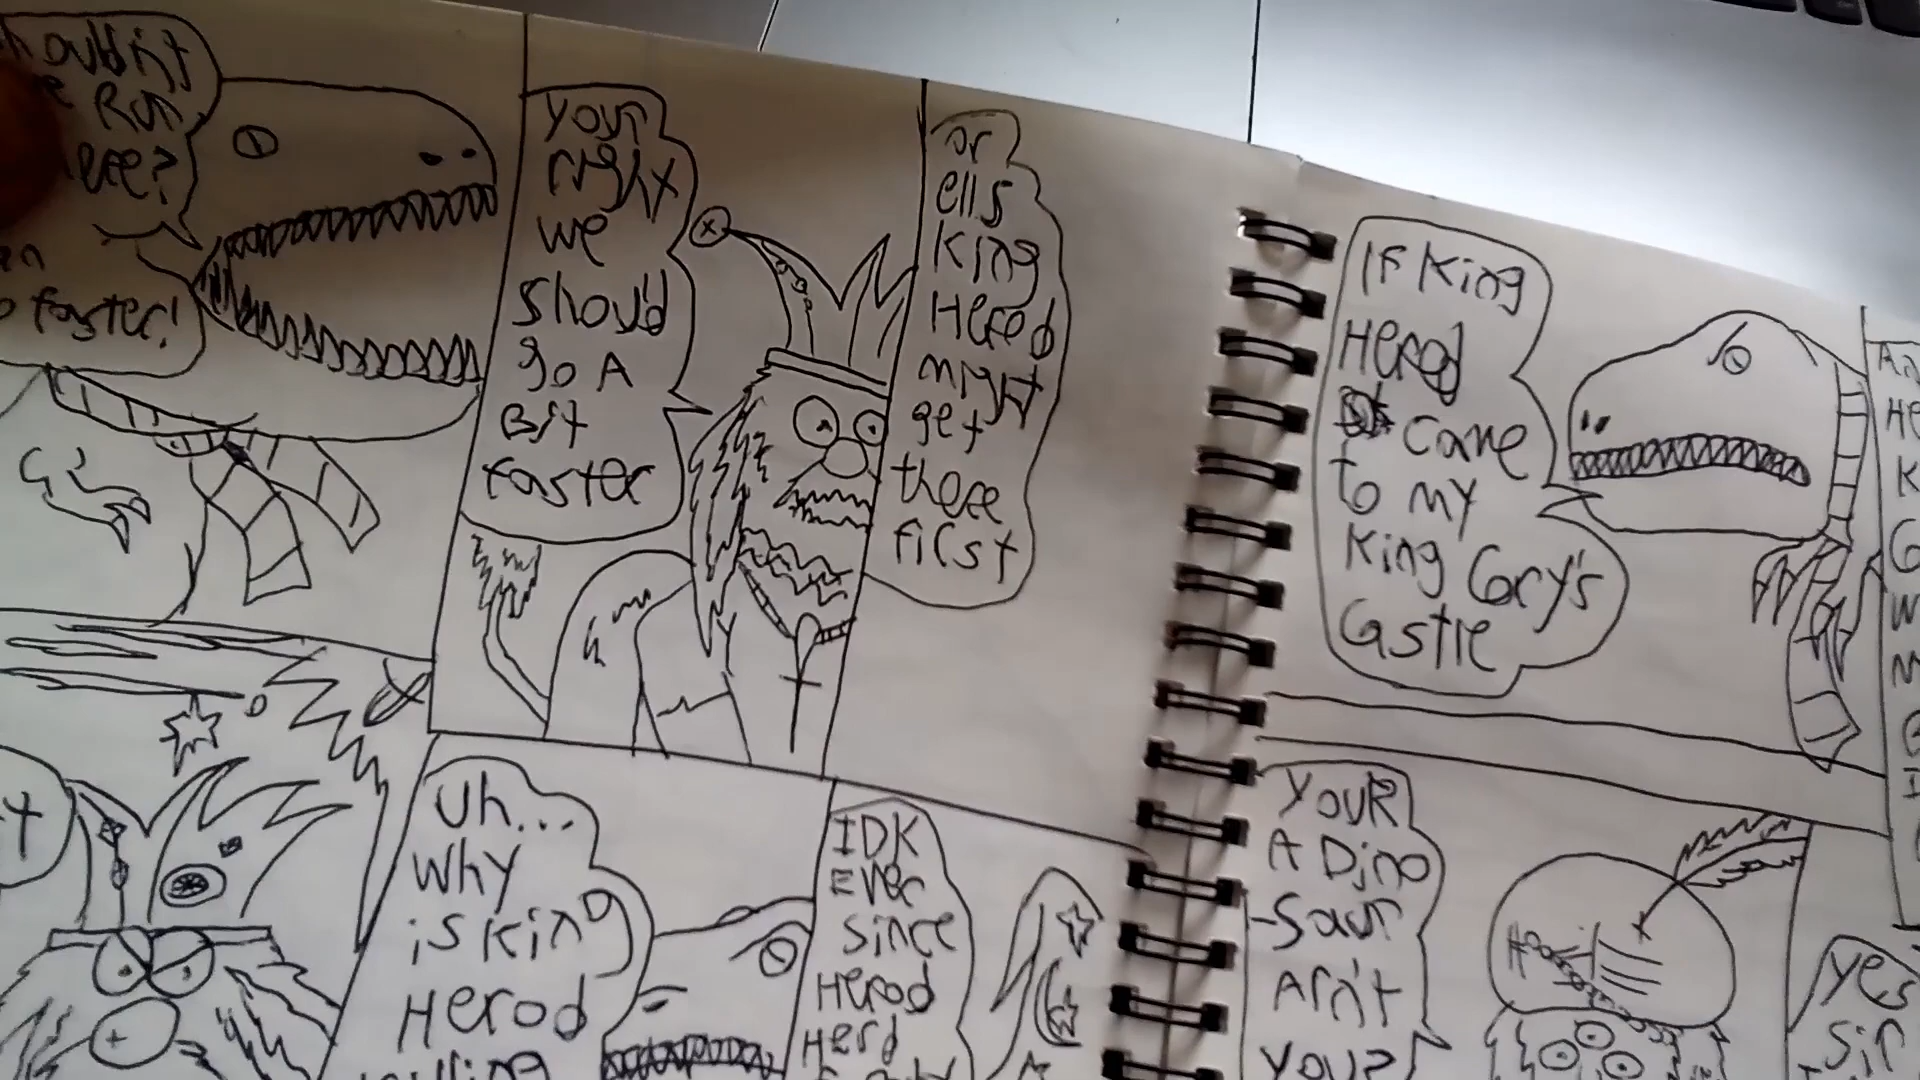 Run
faster!
your
right
we
should
go A
Bit
faster
or
ells
King
Hered
might
get
there
first
If King
Herod
came
to my
King Cory's
Castle
Uh...
Why
is King
Herod
IDK
Ever
since
Herod
Herd
YouR
A Dino
-Saur
Arn't
you?
yes
sir